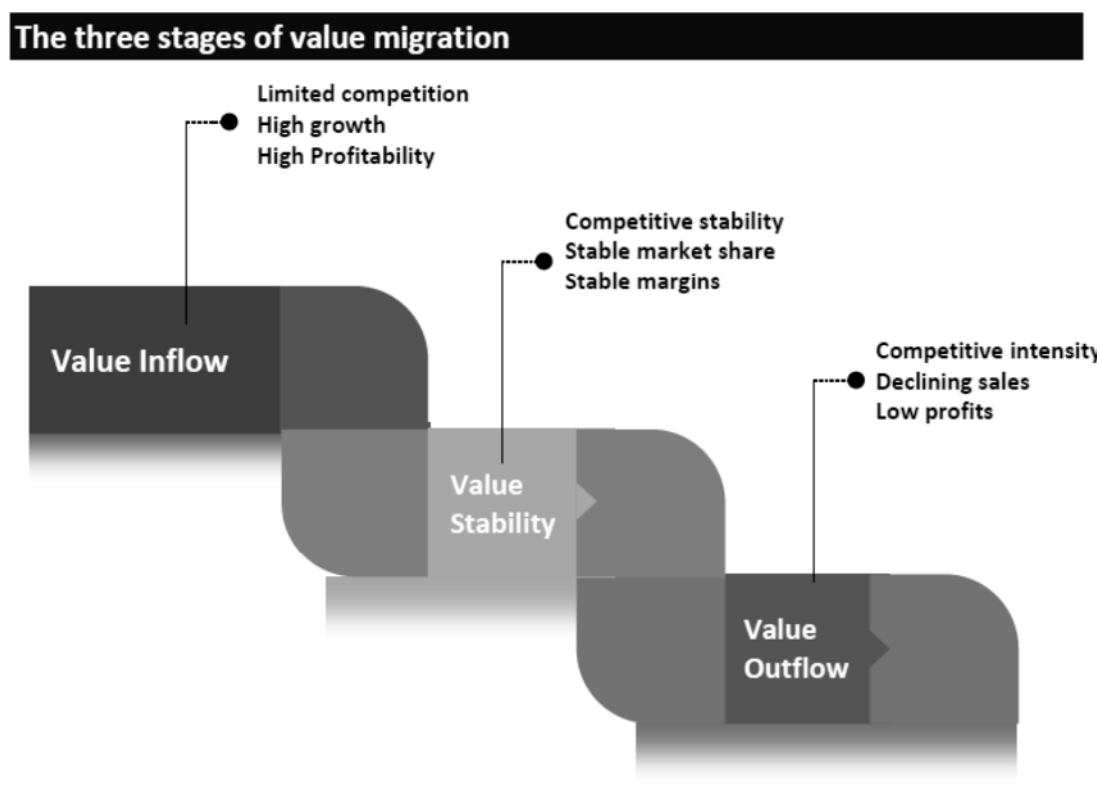 The three stages of value migration
Limited competition
High growth
High Profitability
Competitive stability
Stable market share
Stable margins
Competitive intensity
Declining sales
Low profits
Value Inflow
Value
Stability
Value
Outflow